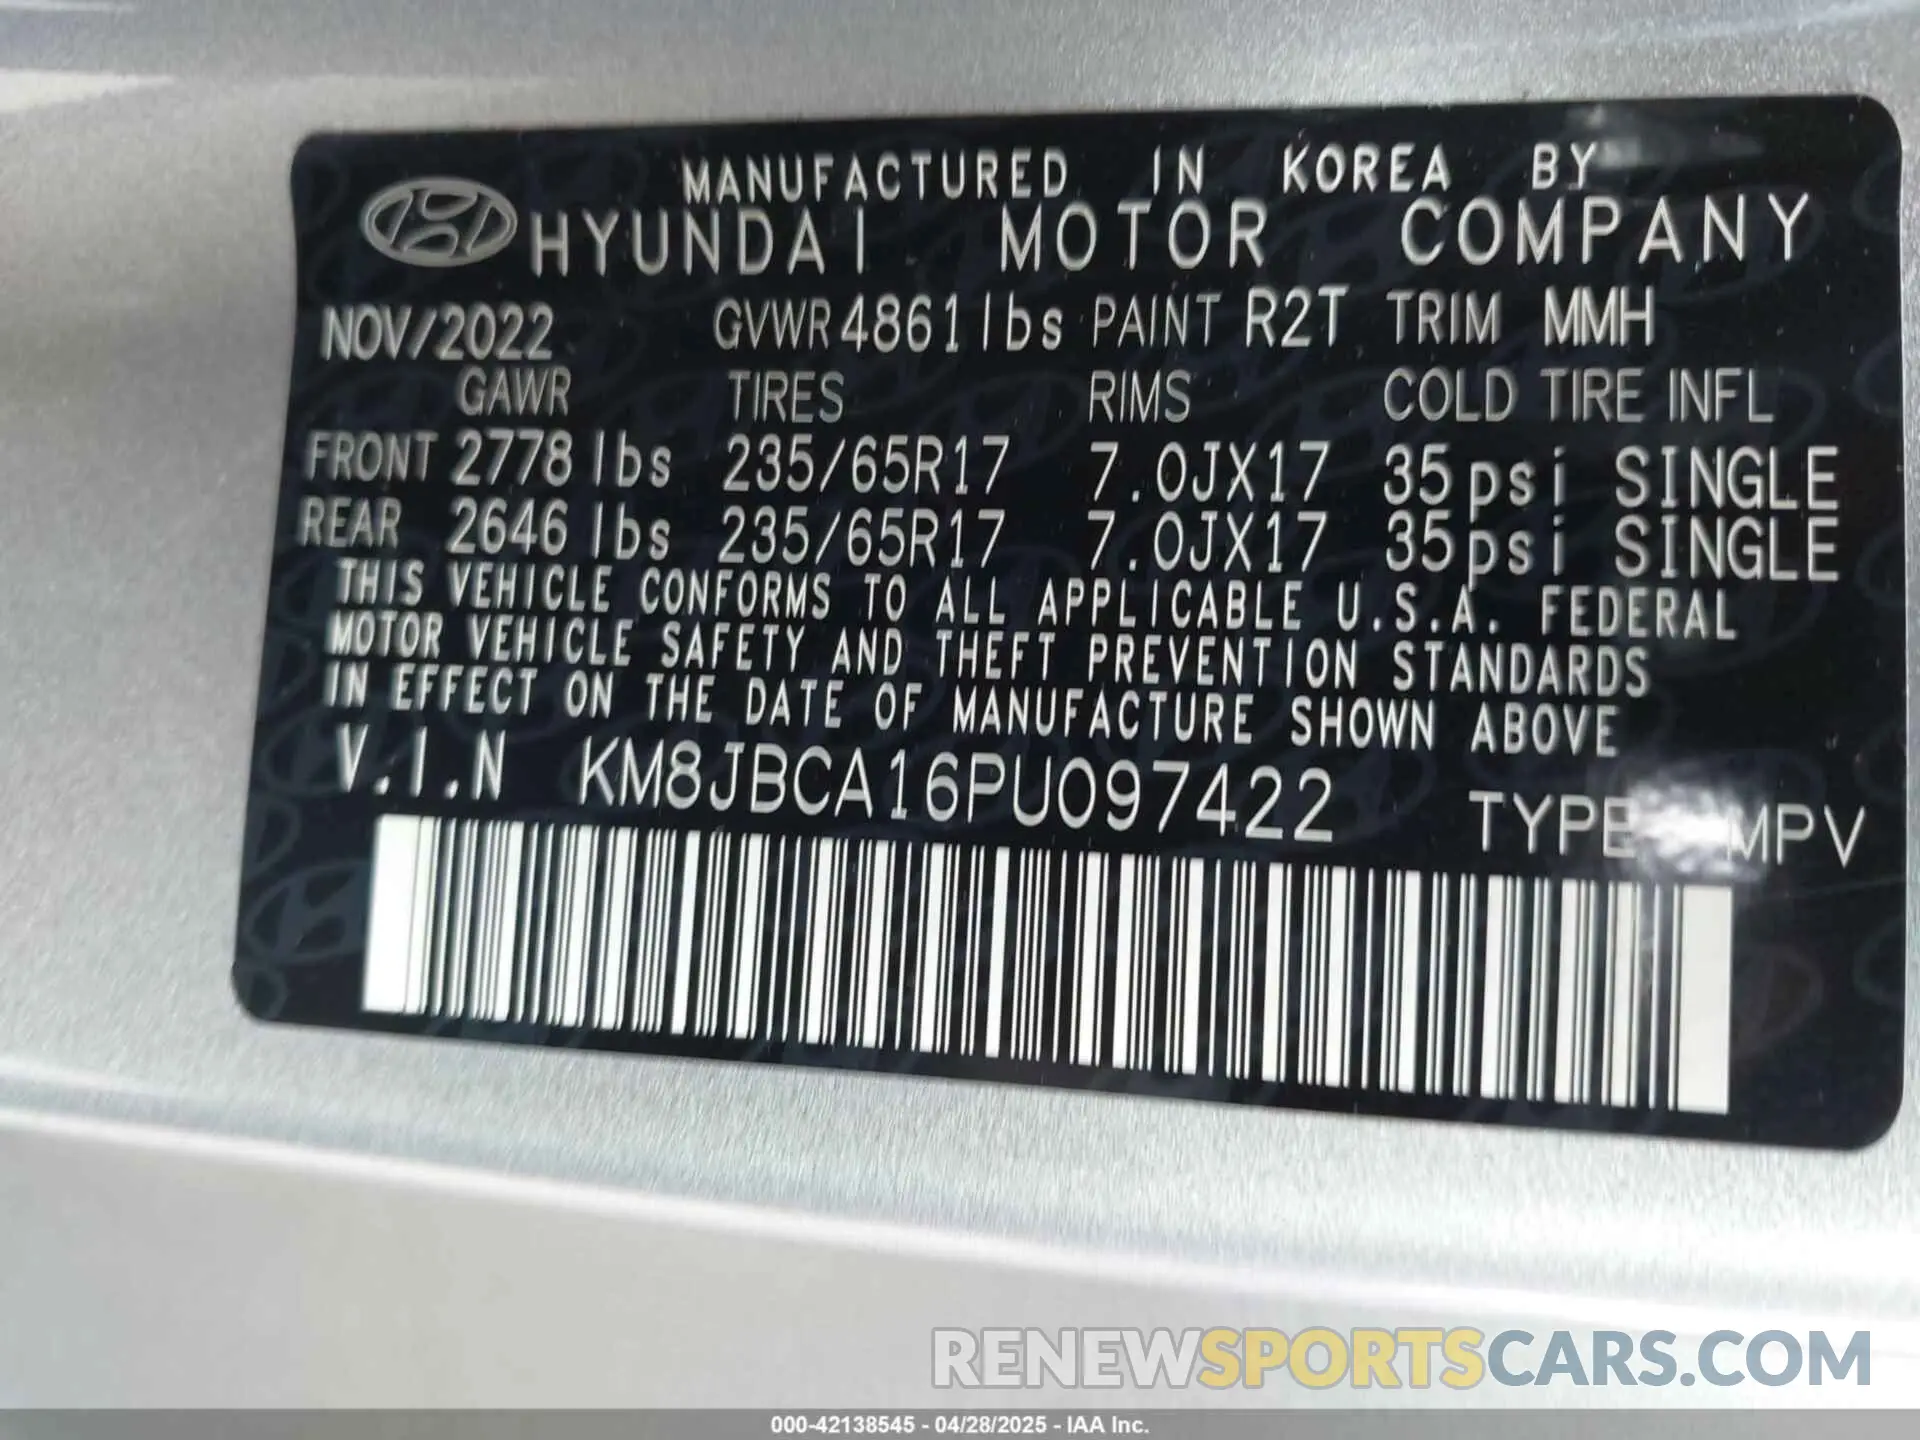 MANUFACTURED IN KOREA BY
HYUNDAI MOTOR COMPANY
NOV/2022 GVWR 4861lbs PAINT R2T TRIM MMH
GAWR TIRES RIMS COLD TIRE INFL
FRONT 2778 lbs 235/65R17 7.0JX17 35psi SINGLE
REAR 2646 lbs 235/65R17 7.0JX17 35psi SINGLE
THIS VEHICLE CONFORMS TO ALL APPLICABLE U.S.A. FEDERAL
MOTOR VEHICLE SAFETY AND THEFT PREVENTION STANDARDS
IN EFFECT ON THE DATE OF MANUFACTURE SHOWN ABOVE
V.I.N KM8JBCA16PU097422 TYPE MPV
RENEWSPORTSCARS.COM
000-42138545 - 04/28/2025 - IAA Inc.